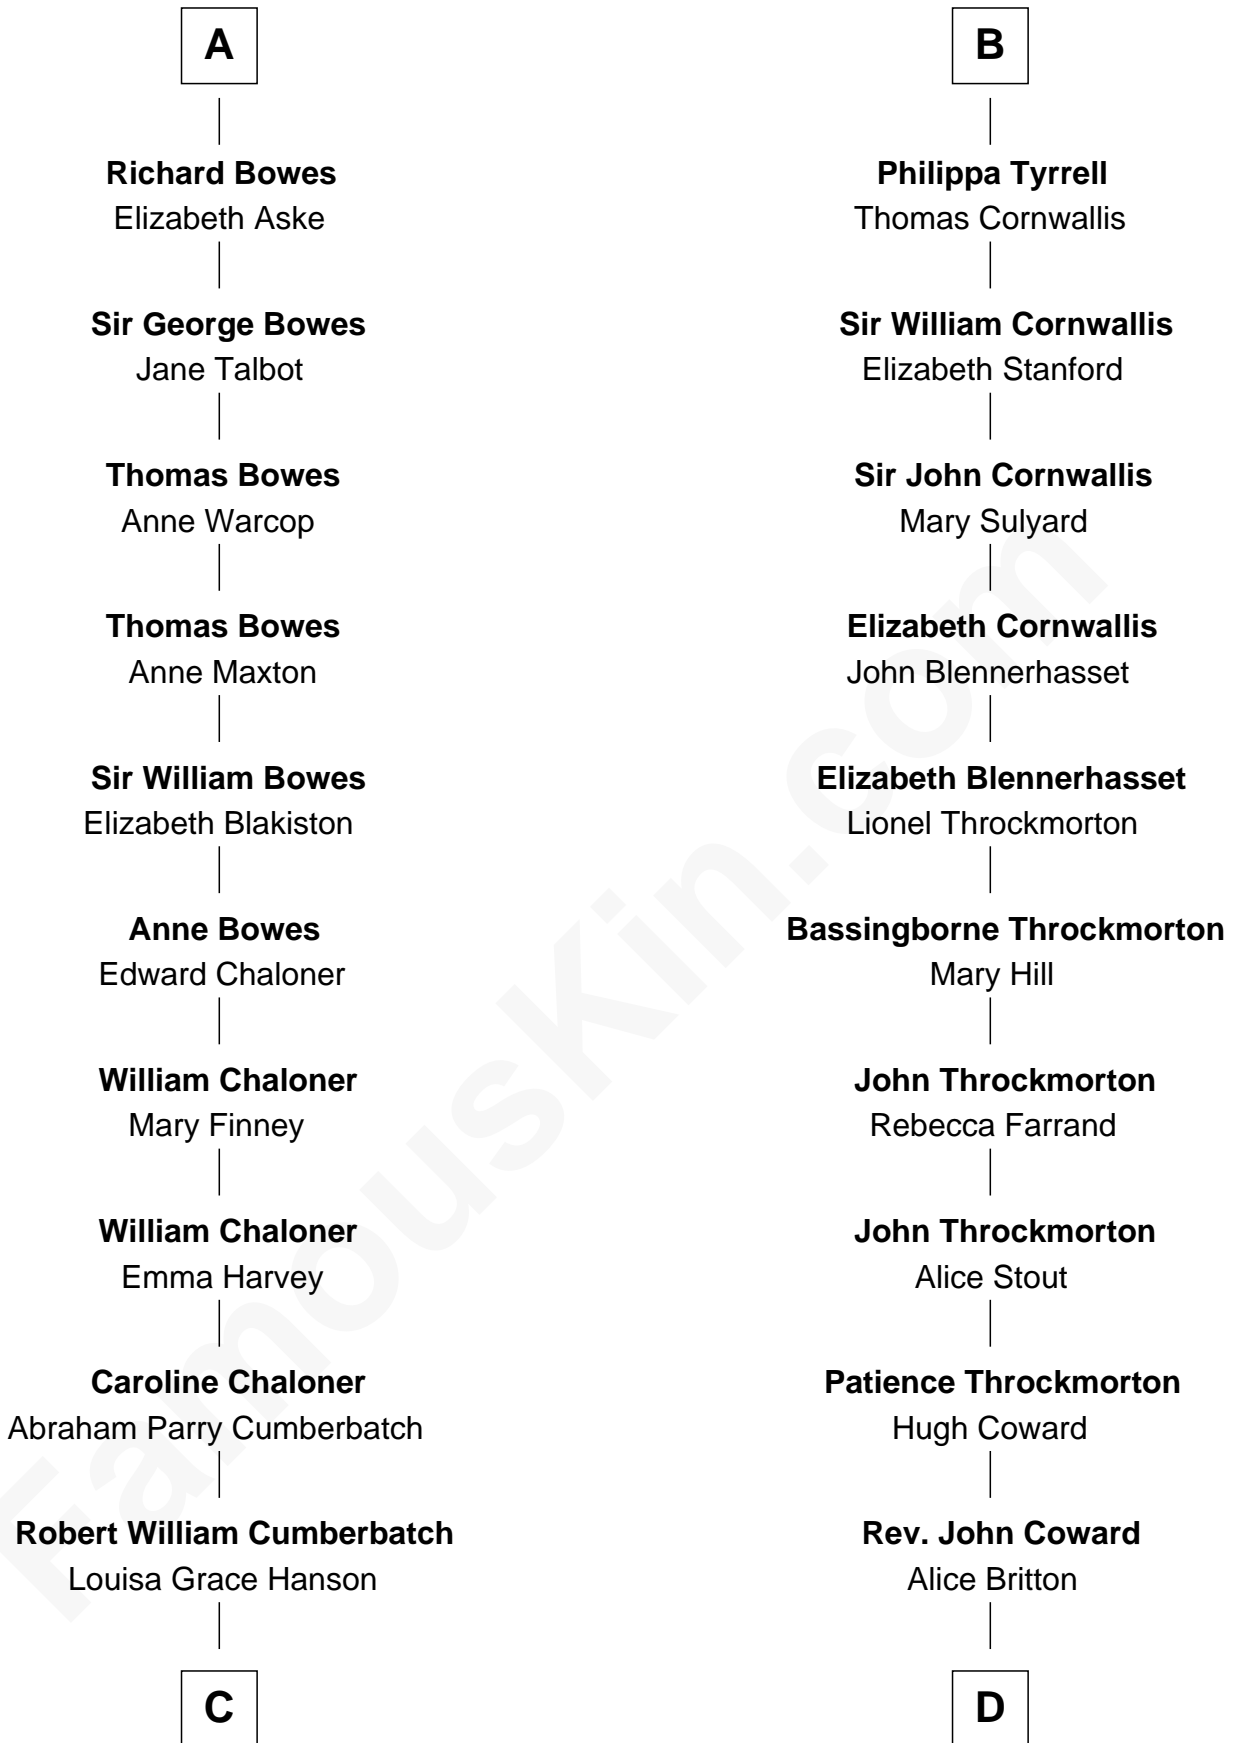 A
Richard Bowes
Elizabeth Aske
Sir George Bowes
Jane Talbot
Thomas Bowes
Anne Warcop
Thomas Bowes
Anne Maxton
Sir William Bowes
Elizabeth Blakiston
Anne Bowes
Edward Chaloner
William Chaloner
Mary Finney
William Chaloner
Emma Harvey
Caroline Chaloner
Abraham Parry Cumberbatch
Robert William Cumberbatch
Louisa Grace Hanson
C
B
Philippa Tyrrell
Thomas Cornwallis
Sir William Cornwallis
Elizabeth Stanford
Sir John Cornwallis
Mary Sulyard
Elizabeth Cornwallis
John Blennerhasset
Elizabeth Blennerhasset
Lionel Throckmorton
Bassingborne Throckmorton
Mary Hill
John Throckmorton
Rebecca Farrand
John Throckmorton
Alice Stout
Patience Throckmorton
Hugh Coward
Rev. John Coward
Alice Britton
D
FamousKin.com